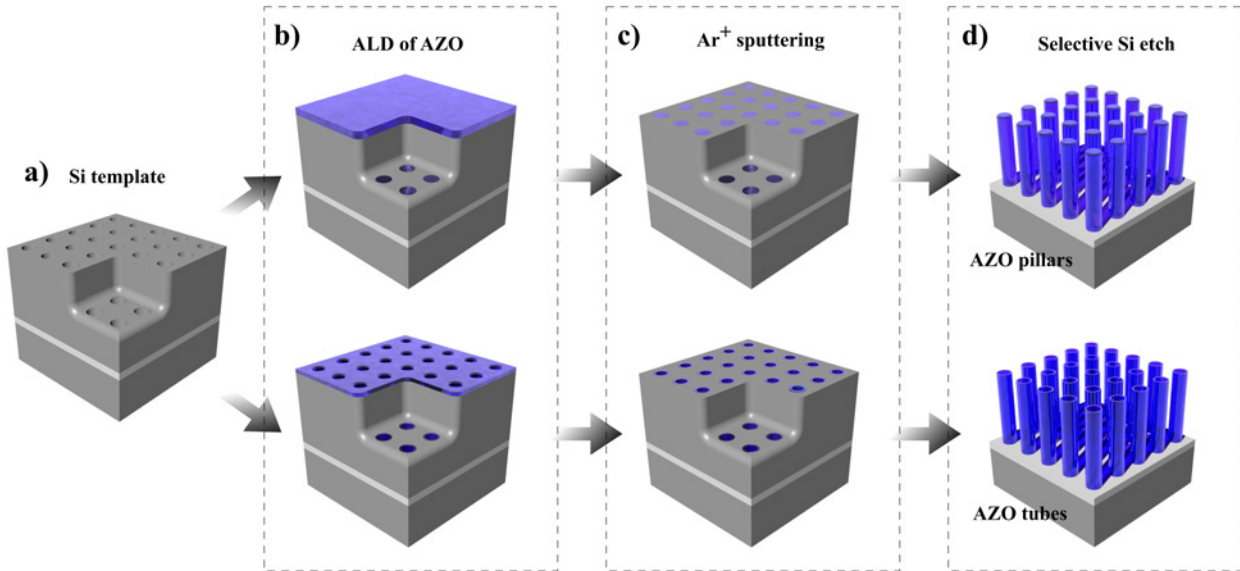 a) Si template
b) ALD of AZO
c) Ar⁺ sputtering
d) Selective Si etch
AZO pillars
AZO tubes